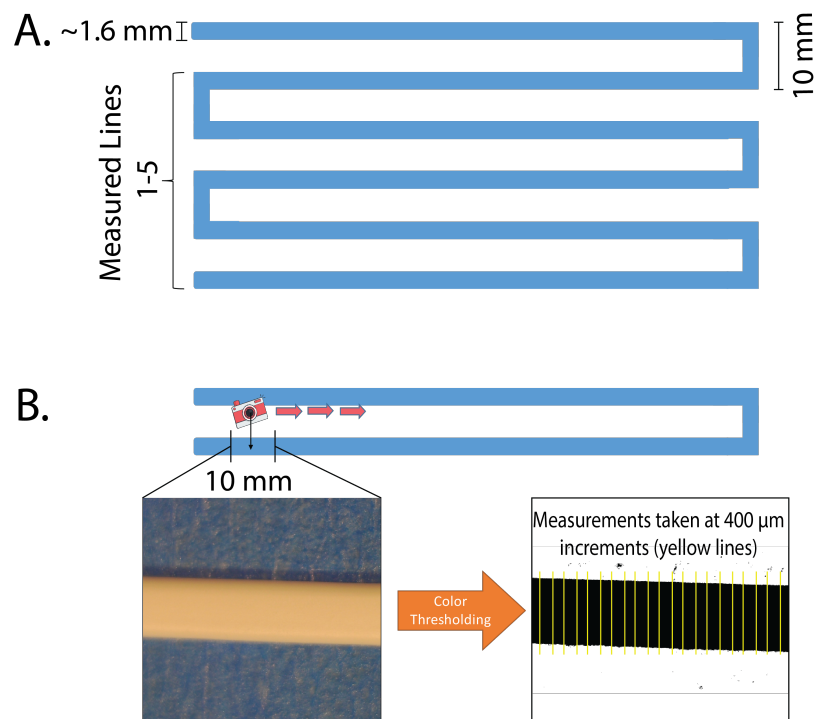 A.
~1.6 mm
10 mm
Measured Lines
1-5
B.
10 mm
Measurements taken at 400 μm
increments (yellow lines)
Color
Thresholding